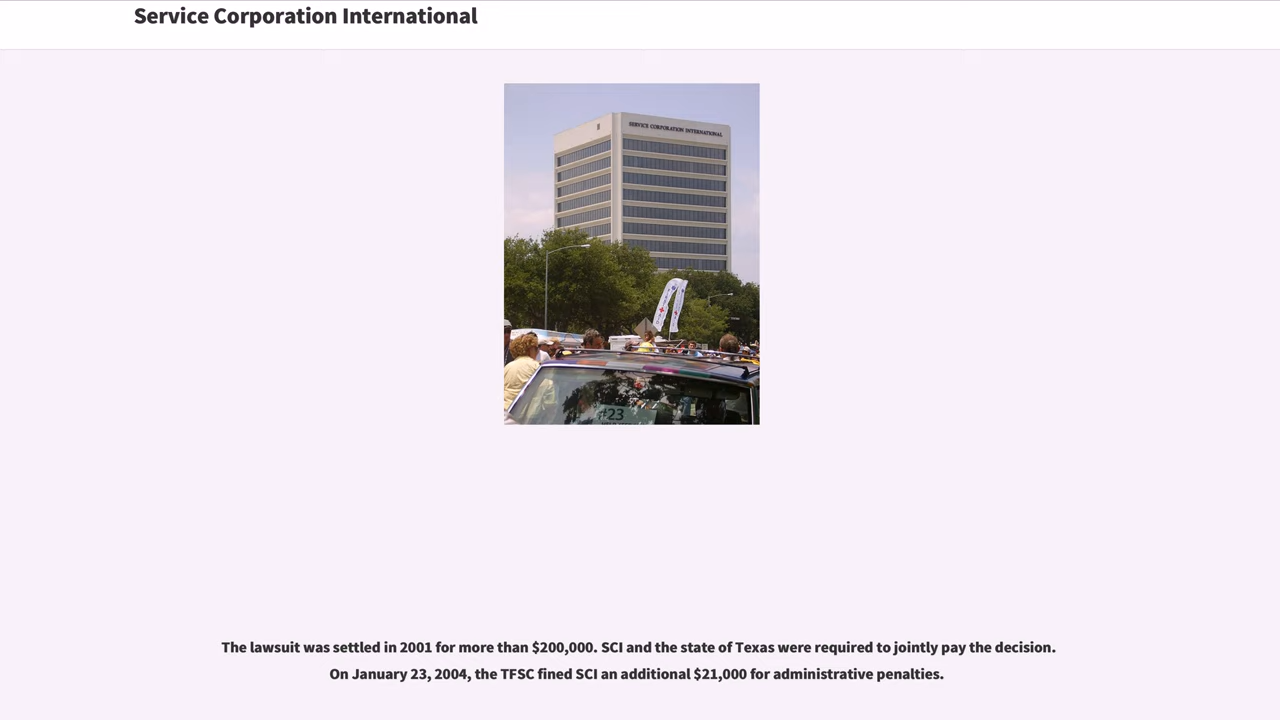 Service Corporation International
SERVICE CORPORATION INTERNATIONAL
#23
The lawsuit was settled in 2001 for more than $200,000. SCI and the state of Texas were required to jointly pay the decision.
On January 23, 2004, the TFSC fined SCI an additional $21,000 for administrative penalties.